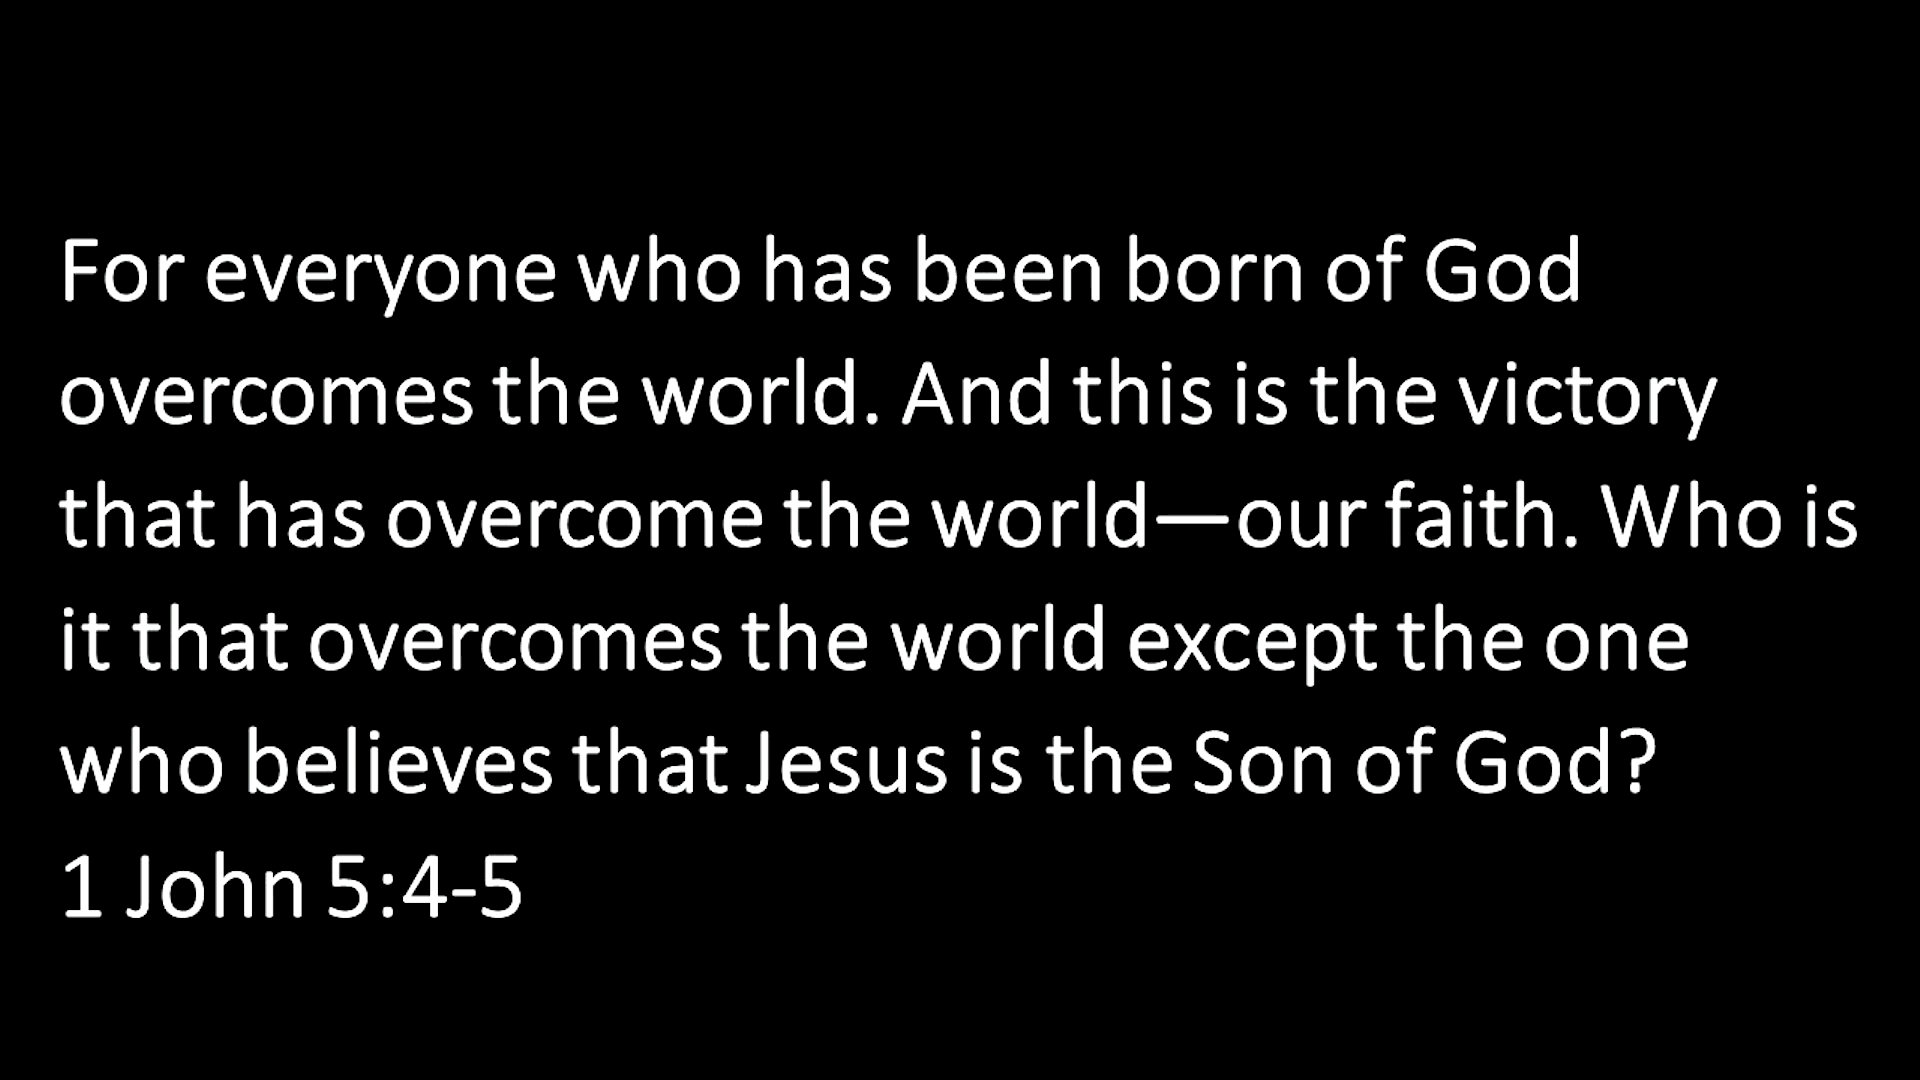 For everyone who has been born of God
overcomes the world. And this is the victory
that has overcome the world—our faith. Who is
it that overcomes the world except the one
who believes that Jesus is the Son of God?
1 John 5:4-5